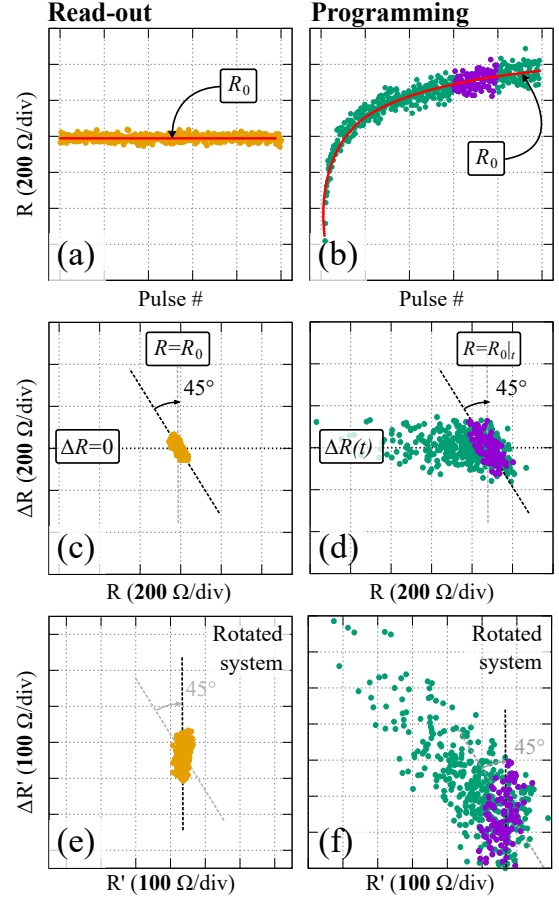 Read-out
Programming
R (200 Ω/div)
R₀
(a)
Pulse #
R₀
(b)
Pulse #
ΔR (200 Ω/div)
R=R₀
45°
ΔR=0
(c)
R (200 Ω/div)
R=R₀|ₜ
45°
ΔR(t)
(d)
R (200 Ω/div)
ΔR' (100 Ω/div)
Rotated
system
45°
(e)
R' (100 Ω/div)
Rotated
system
45°
(f)
R' (100 Ω/div)